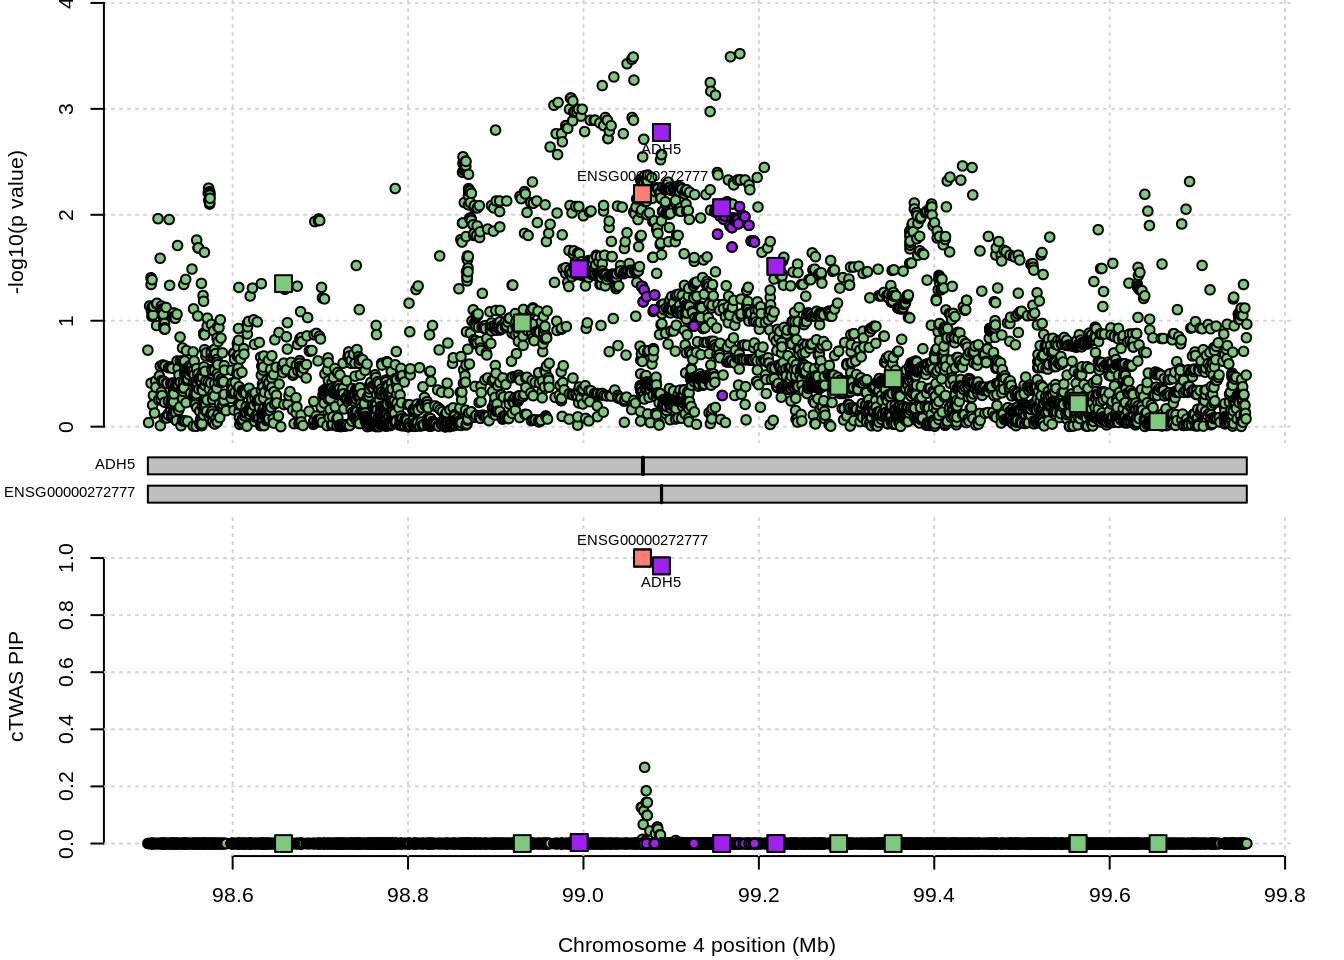 4
3
2
1
0
-log10(p value)
ADH5
ENSG00000272777
ADH5
ENSG00000272777
ENSG00000272777
ADH5
1.0
0.8
0.6
0.4
0.2
0.0
cTWAS PIP
98.6 98.8 99.0 99.2 99.4 99.6 99.8
Chromosome 4 position (Mb)